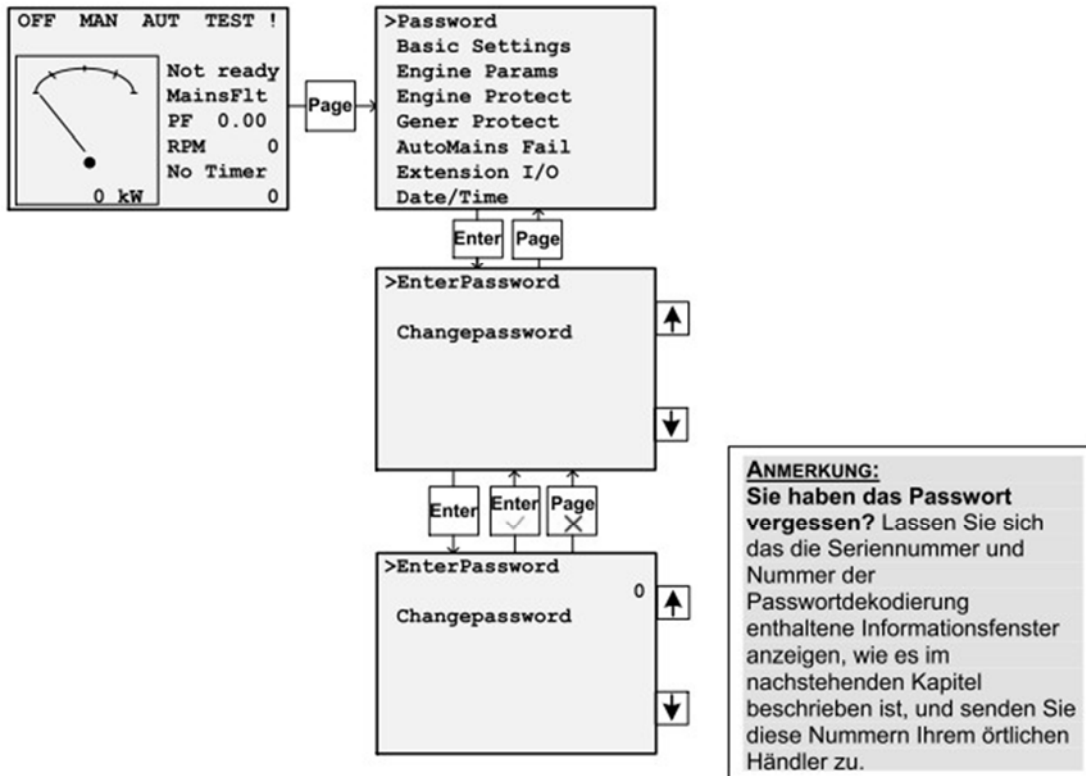 OFF MAN AUT TEST !
Not ready
MainsFlt
PF 0.00
RPM 0
No Timer
0 kW 0
Page
>Password
Basic Settings
Engine Params
Engine Protect
Gener Protect
AutoMains Fail
Extension I/O
Date/Time
Enter Page
>EnterPassword
Changepassword
Enter Enter Page
>EnterPassword
0
Changepassword
ANMERKUNG:
Sie haben das Passwort
vergessen? Lassen Sie sich
das die Seriennummer und
Nummer der
Passwortdekodierung
enthaltene Informationsfenster
anzeigen, wie es im
nachstehenden Kapitel
beschrieben ist, und senden Sie
diese Nummern Ihrem örtlichen
Händler zu.